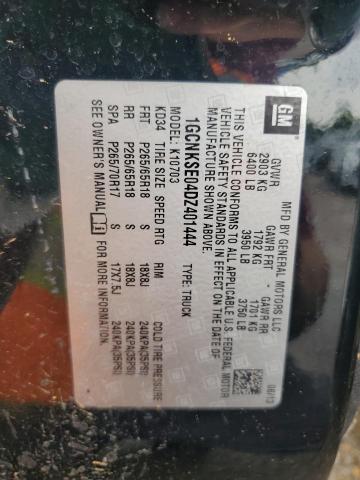 GM
MFD BY GENERAL MOTORS LLC
08/13
GVWR GAWR FRT GAWR RR
2903 KG 1792 KG 1701 KG
6400 LB 3950 LB 3750 LB
THIS VEHICLE CONFORMS TO ALL APPLICABLE U.S. FEDERAL MOTOR
VEHICLE SAFETY STANDARDS IN EFFECT ON THE DATE OF
MANUFACTURE SHOWN ABOVE.
1GCNKSE04DZ401444 TYPE: TRUCK
MODEL: K10703
KD34 TIRE SIZE SPEED RTG RIM COLD TIRE PRESSURE
FRT P265/65R18 S 18X8J 240KPA(35PSI)
RR P265/65R18 S 18X8J 240KPA(35PSI)
SPA P265/70R17 S 17X7.5J 240KPA(35PSI)
SEE OWNER'S MANUAL i FOR MORE INFORMATION.